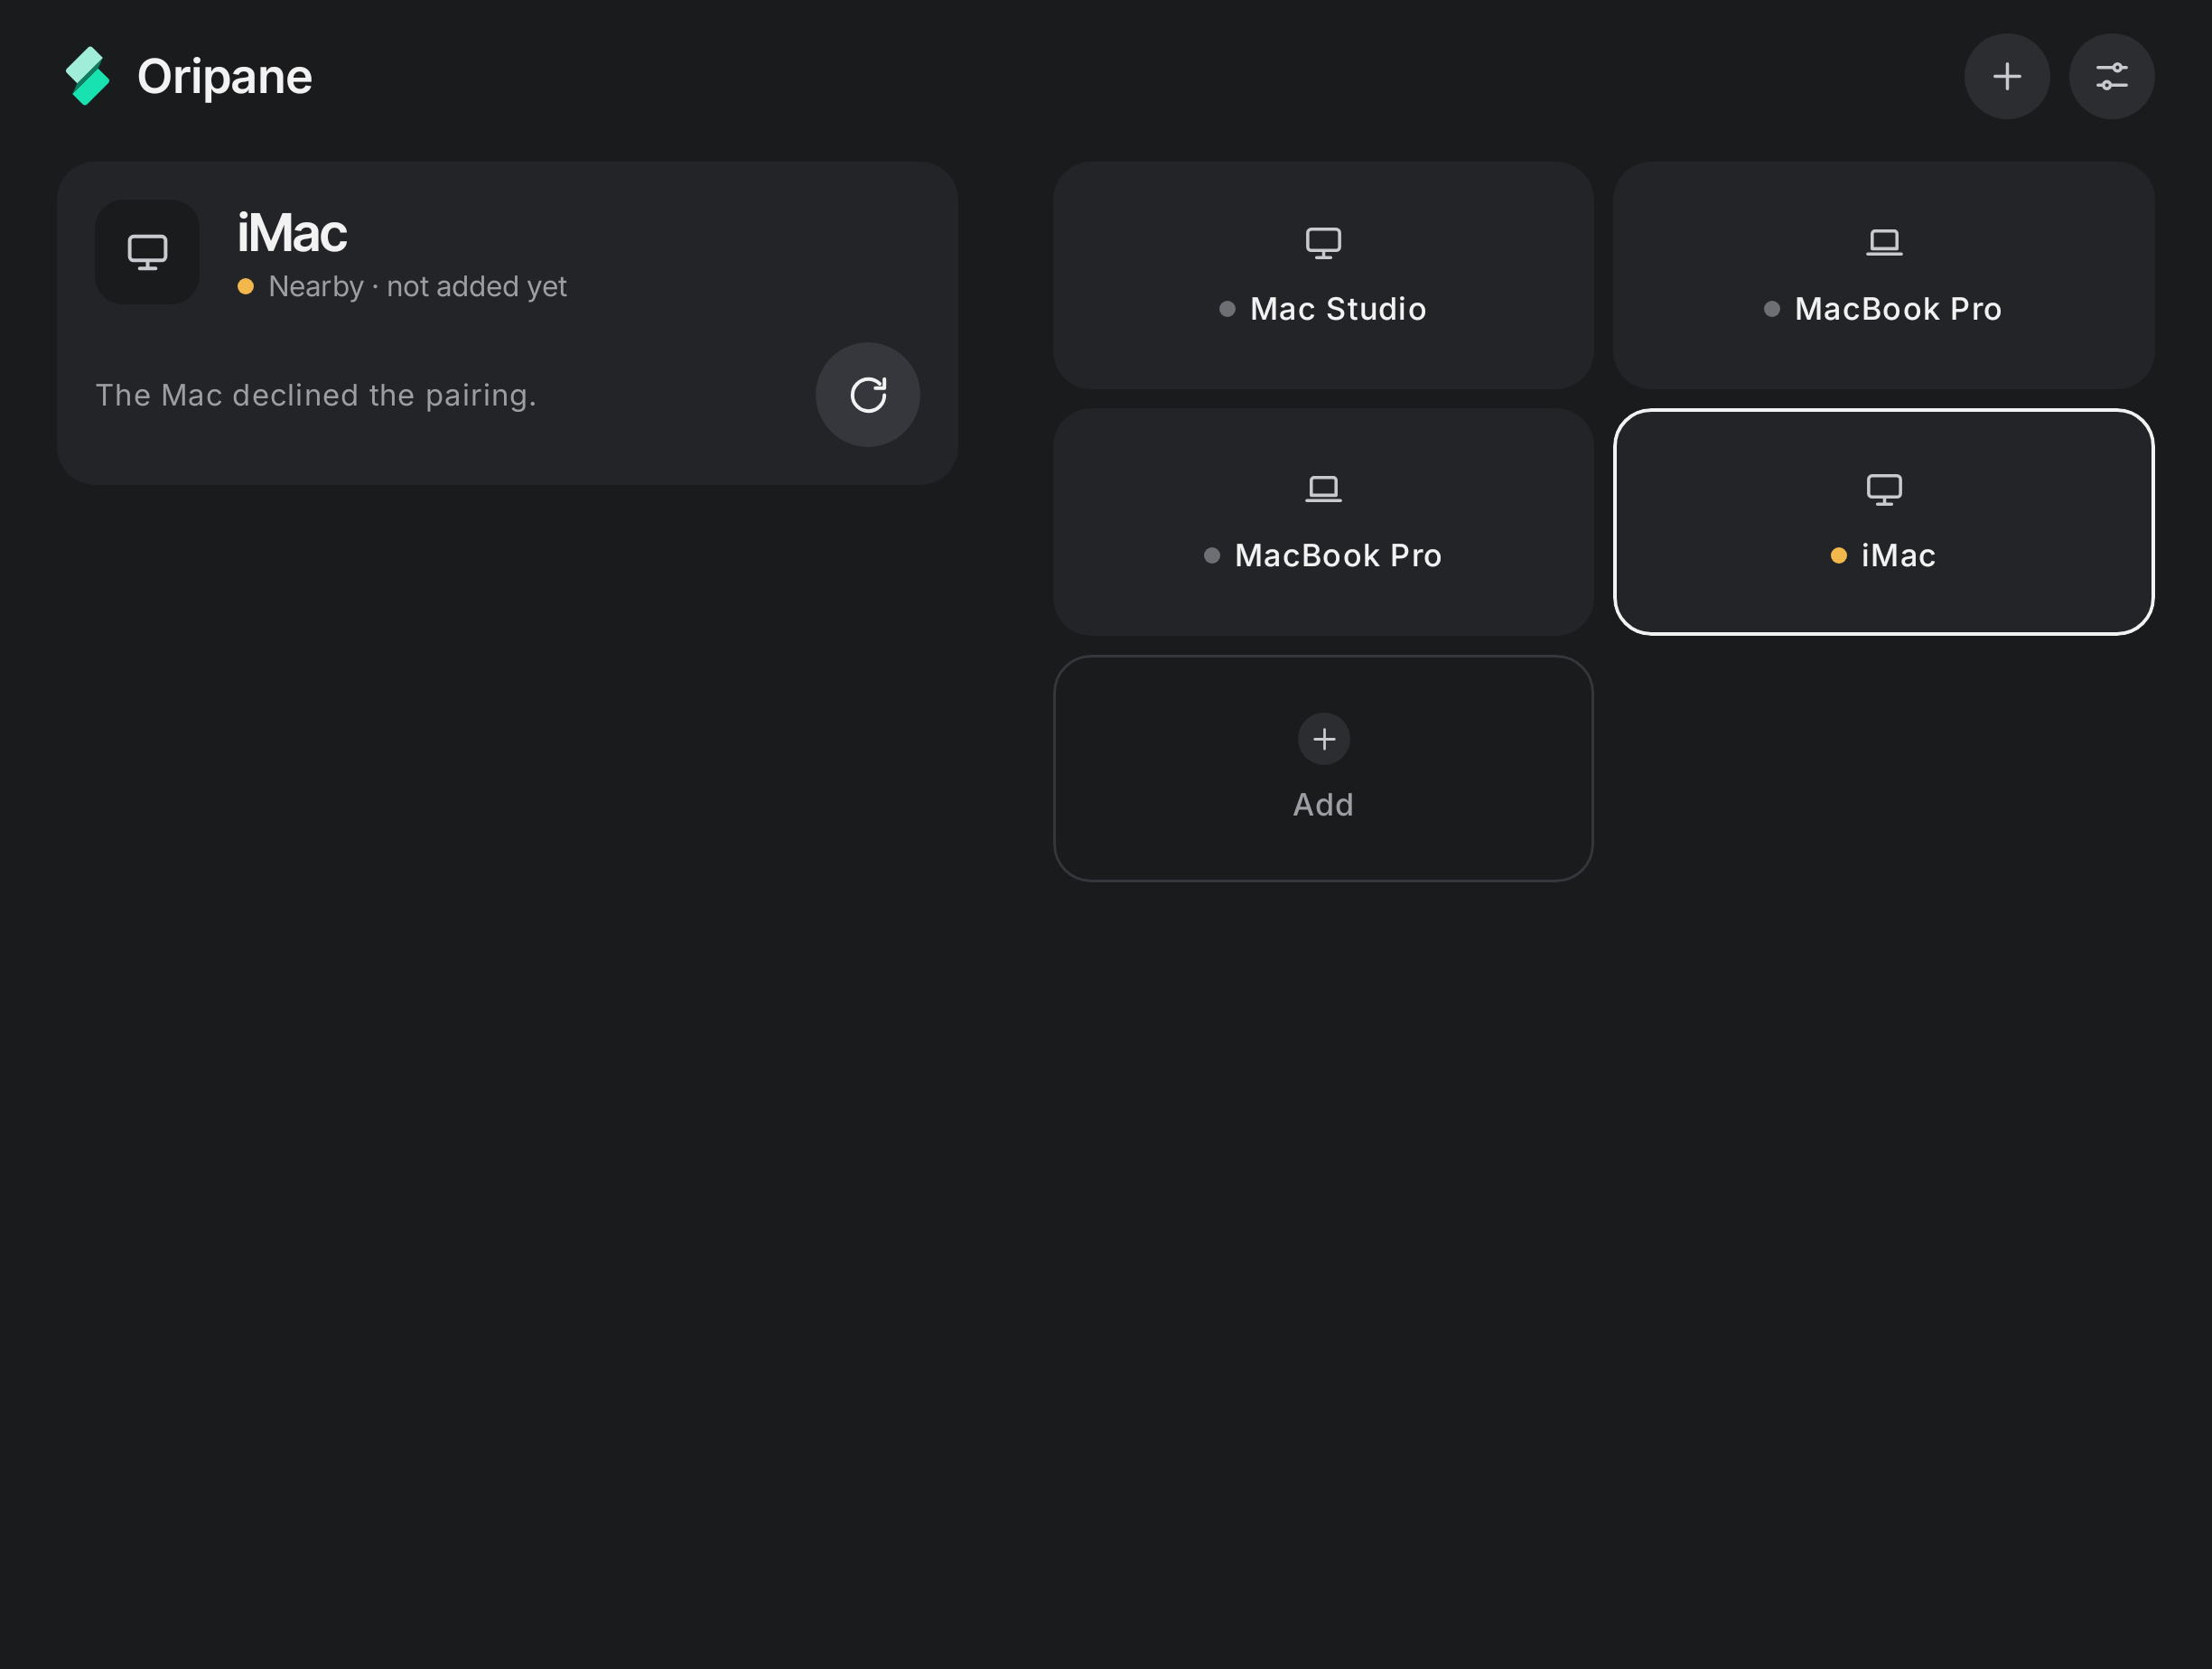 Oripane
iMac
Nearby · not added yet
The Mac declined the pairing.
Mac Studio
MacBook Pro
MacBook Pro
iMac
Add